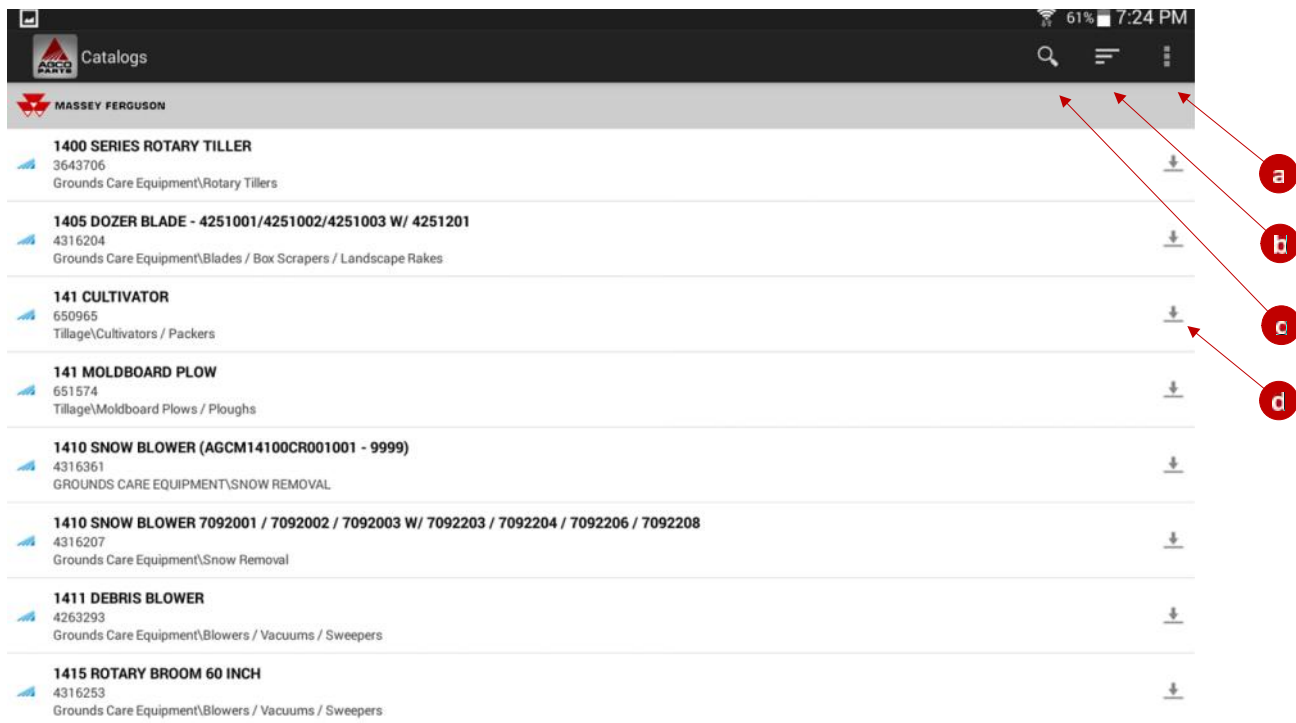 61% 7:24 PM
AGCO PARTS Catalogs
MASSEY FERGUSON
1400 SERIES ROTARY TILLER
3643706
Grounds Care Equipment\Rotary Tillers
a
1405 DOZER BLADE - 4251001/4251002/4251003 W/ 4251201
4316204
Grounds Care Equipment\Blades / Box Scrapers / Landscape Rakes
b
141 CULTIVATOR
650965
Tillage\Cultivators / Packers
c
141 MOLDBOARD PLOW
651574
Tillage\Moldboard Plows / Ploughs
d
1410 SNOW BLOWER (AGCM14100CR001001 - 9999)
4316361
GROUNDS CARE EQUIPMENT\SNOW REMOVAL
1410 SNOW BLOWER 7092001 / 7092002 / 7092003 W/ 7092203 / 7092204 / 7092206 / 7092208
4316207
Grounds Care Equipment\Snow Removal
1411 DEBRIS BLOWER
4263293
Grounds Care Equipment\Blowers / Vacuums / Sweepers
1415 ROTARY BROOM 60 INCH
4316253
Grounds Care Equipment\Blowers / Vacuums / Sweepers